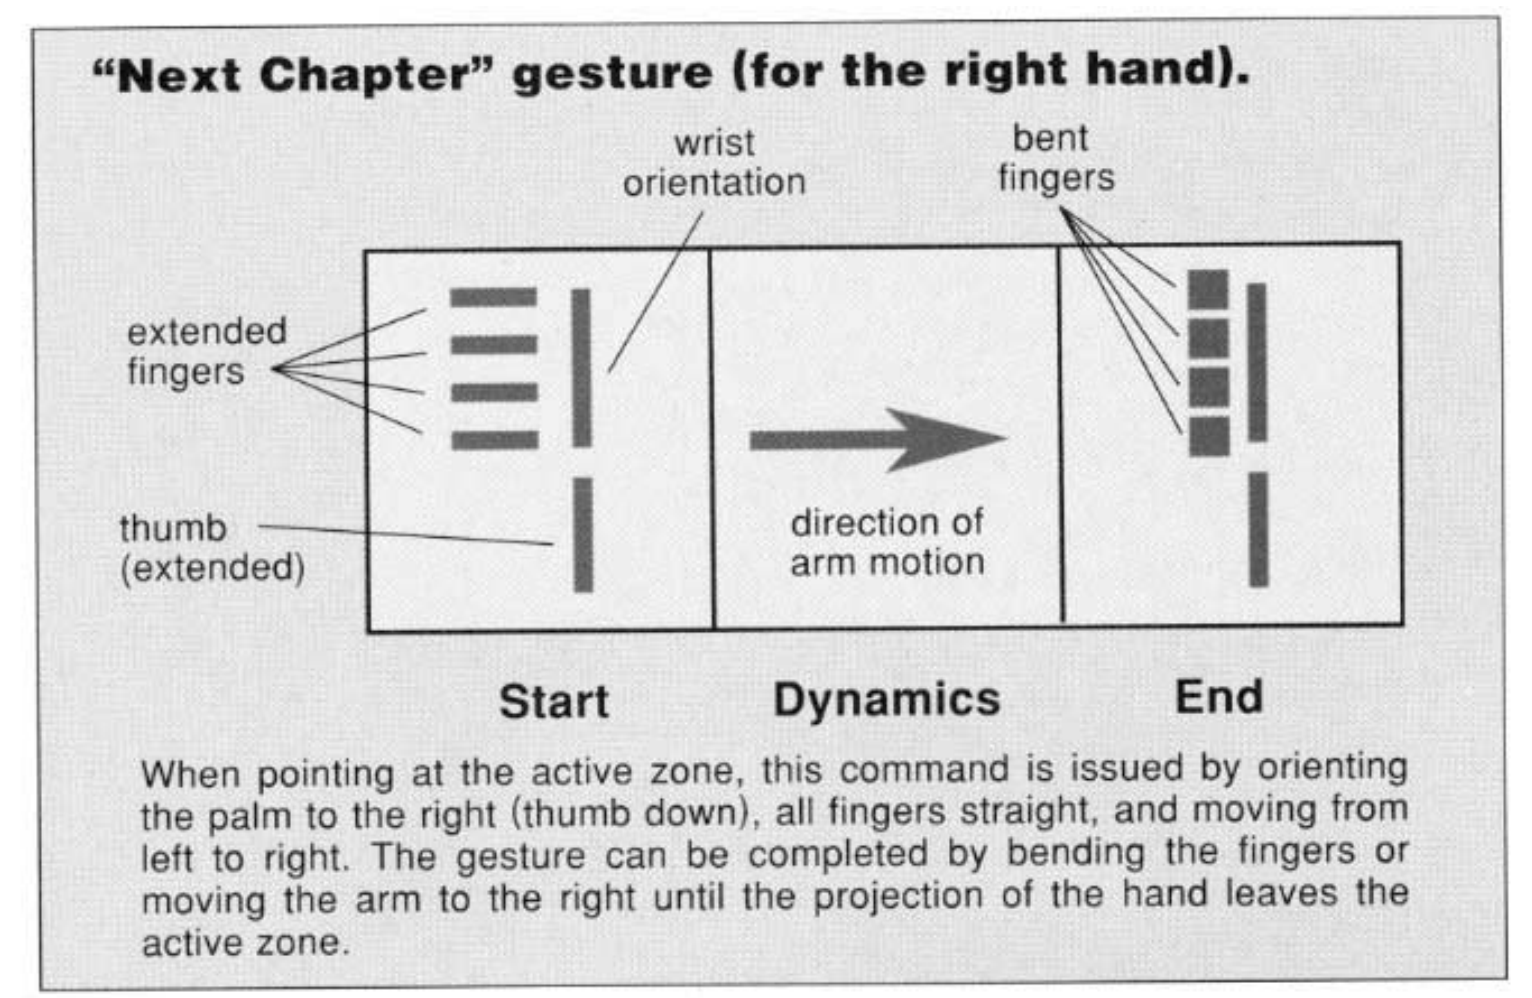 “Next Chapter” gesture (for the right hand).
wrist
orientation
bent
fingers
extended
fingers
thumb
(extended)
direction of
arm motion
Start
Dynamics
End
When pointing at the active zone, this command is issued by orienting
the palm to the right (thumb down), all fingers straight, and moving from
left to right. The gesture can be completed by bending the fingers or
moving the arm to the right until the projection of the hand leaves the
active zone.